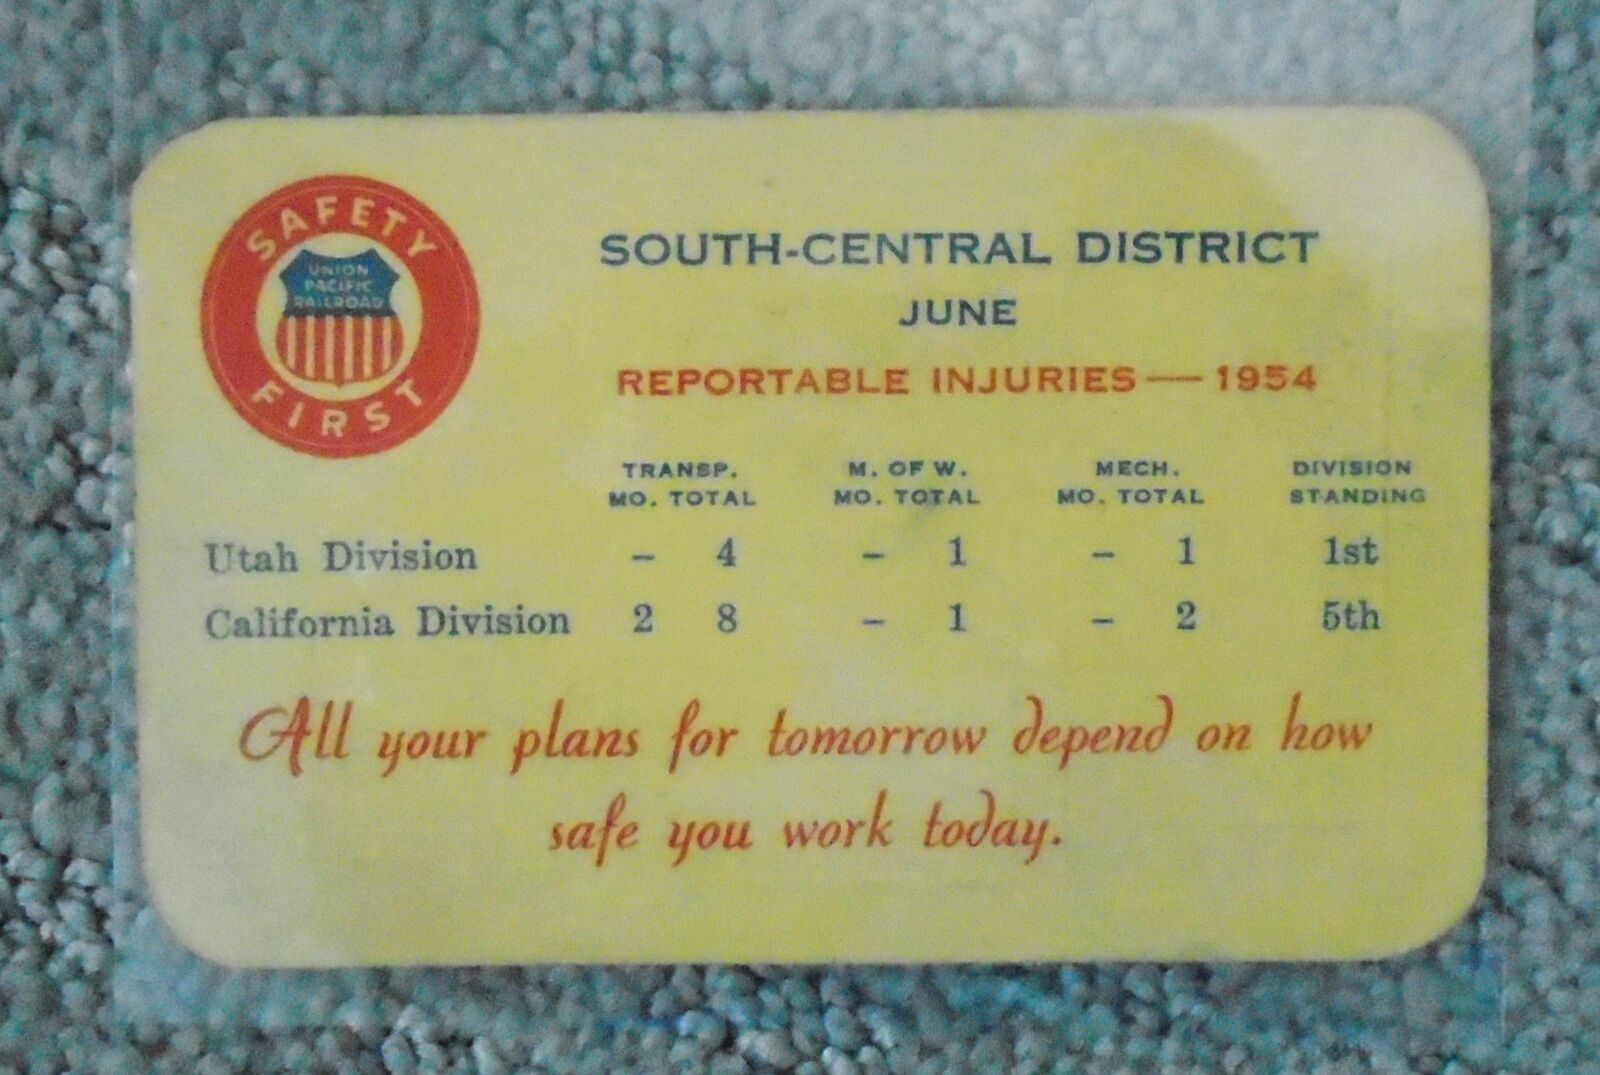 SAFETY
UNION
PACIFIC
RAILROAD
FIRST
SOUTH-CENTRAL DISTRICT
JUNE
REPORTABLE INJURIES — 1954
TRANSP. M. OF W. MECH. DIVISION
MO. TOTAL MO. TOTAL MO. TOTAL STANDING
Utah Division – 4 – 1 – 1 1st
California Division 2 8 – 1 – 2 5th
All your plans for tomorrow depend on how
safe you work today.